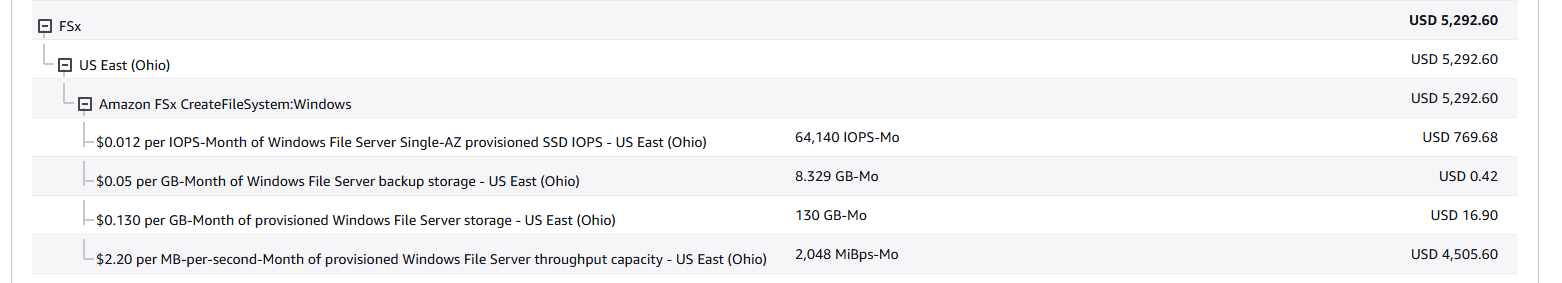 FSx USD 5,292.60
US East (Ohio) USD 5,292.60
Amazon FSx CreateFileSystem:Windows USD 5,292.60
$0.012 per IOPS-Month of Windows File Server Single-AZ provisioned SSD IOPS - US East (Ohio) 64,140 IOPS-Mo USD 769.68
$0.05 per GB-Month of Windows File Server backup storage - US East (Ohio) 8.329 GB-Mo USD 0.42
$0.130 per GB-Month of provisioned Windows File Server storage - US East (Ohio) 130 GB-Mo USD 16.90
$2.20 per MB-per-second-Month of provisioned Windows File Server throughput capacity - US East (Ohio) 2,048 MiBps-Mo USD 4,505.60